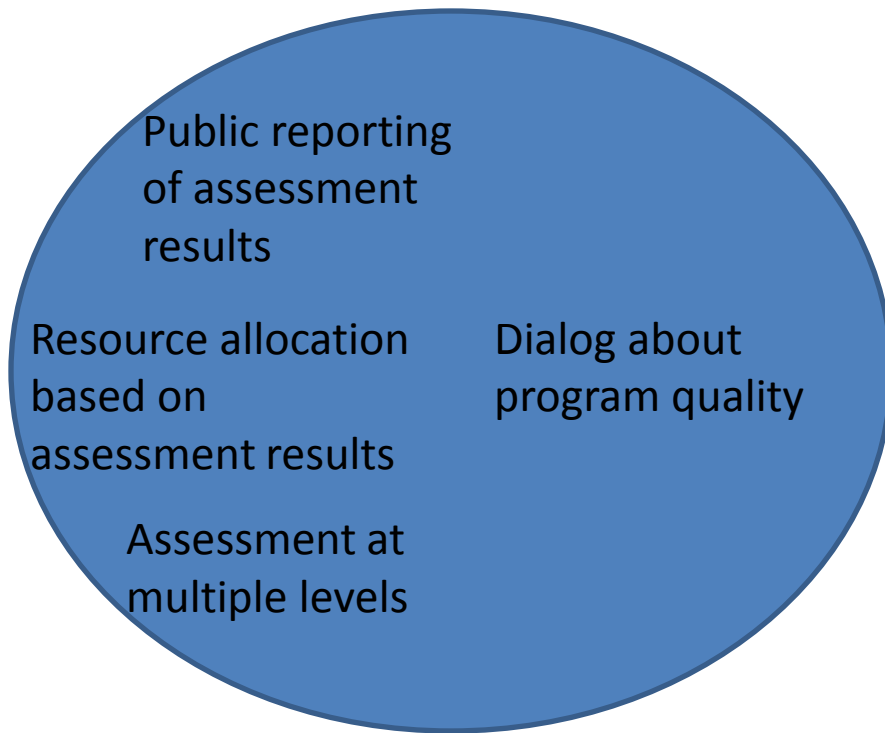 Public reporting
of assessment
results
Resource allocation
based on
assessment results
Dialog about
program quality
Assessment at
multiple levels